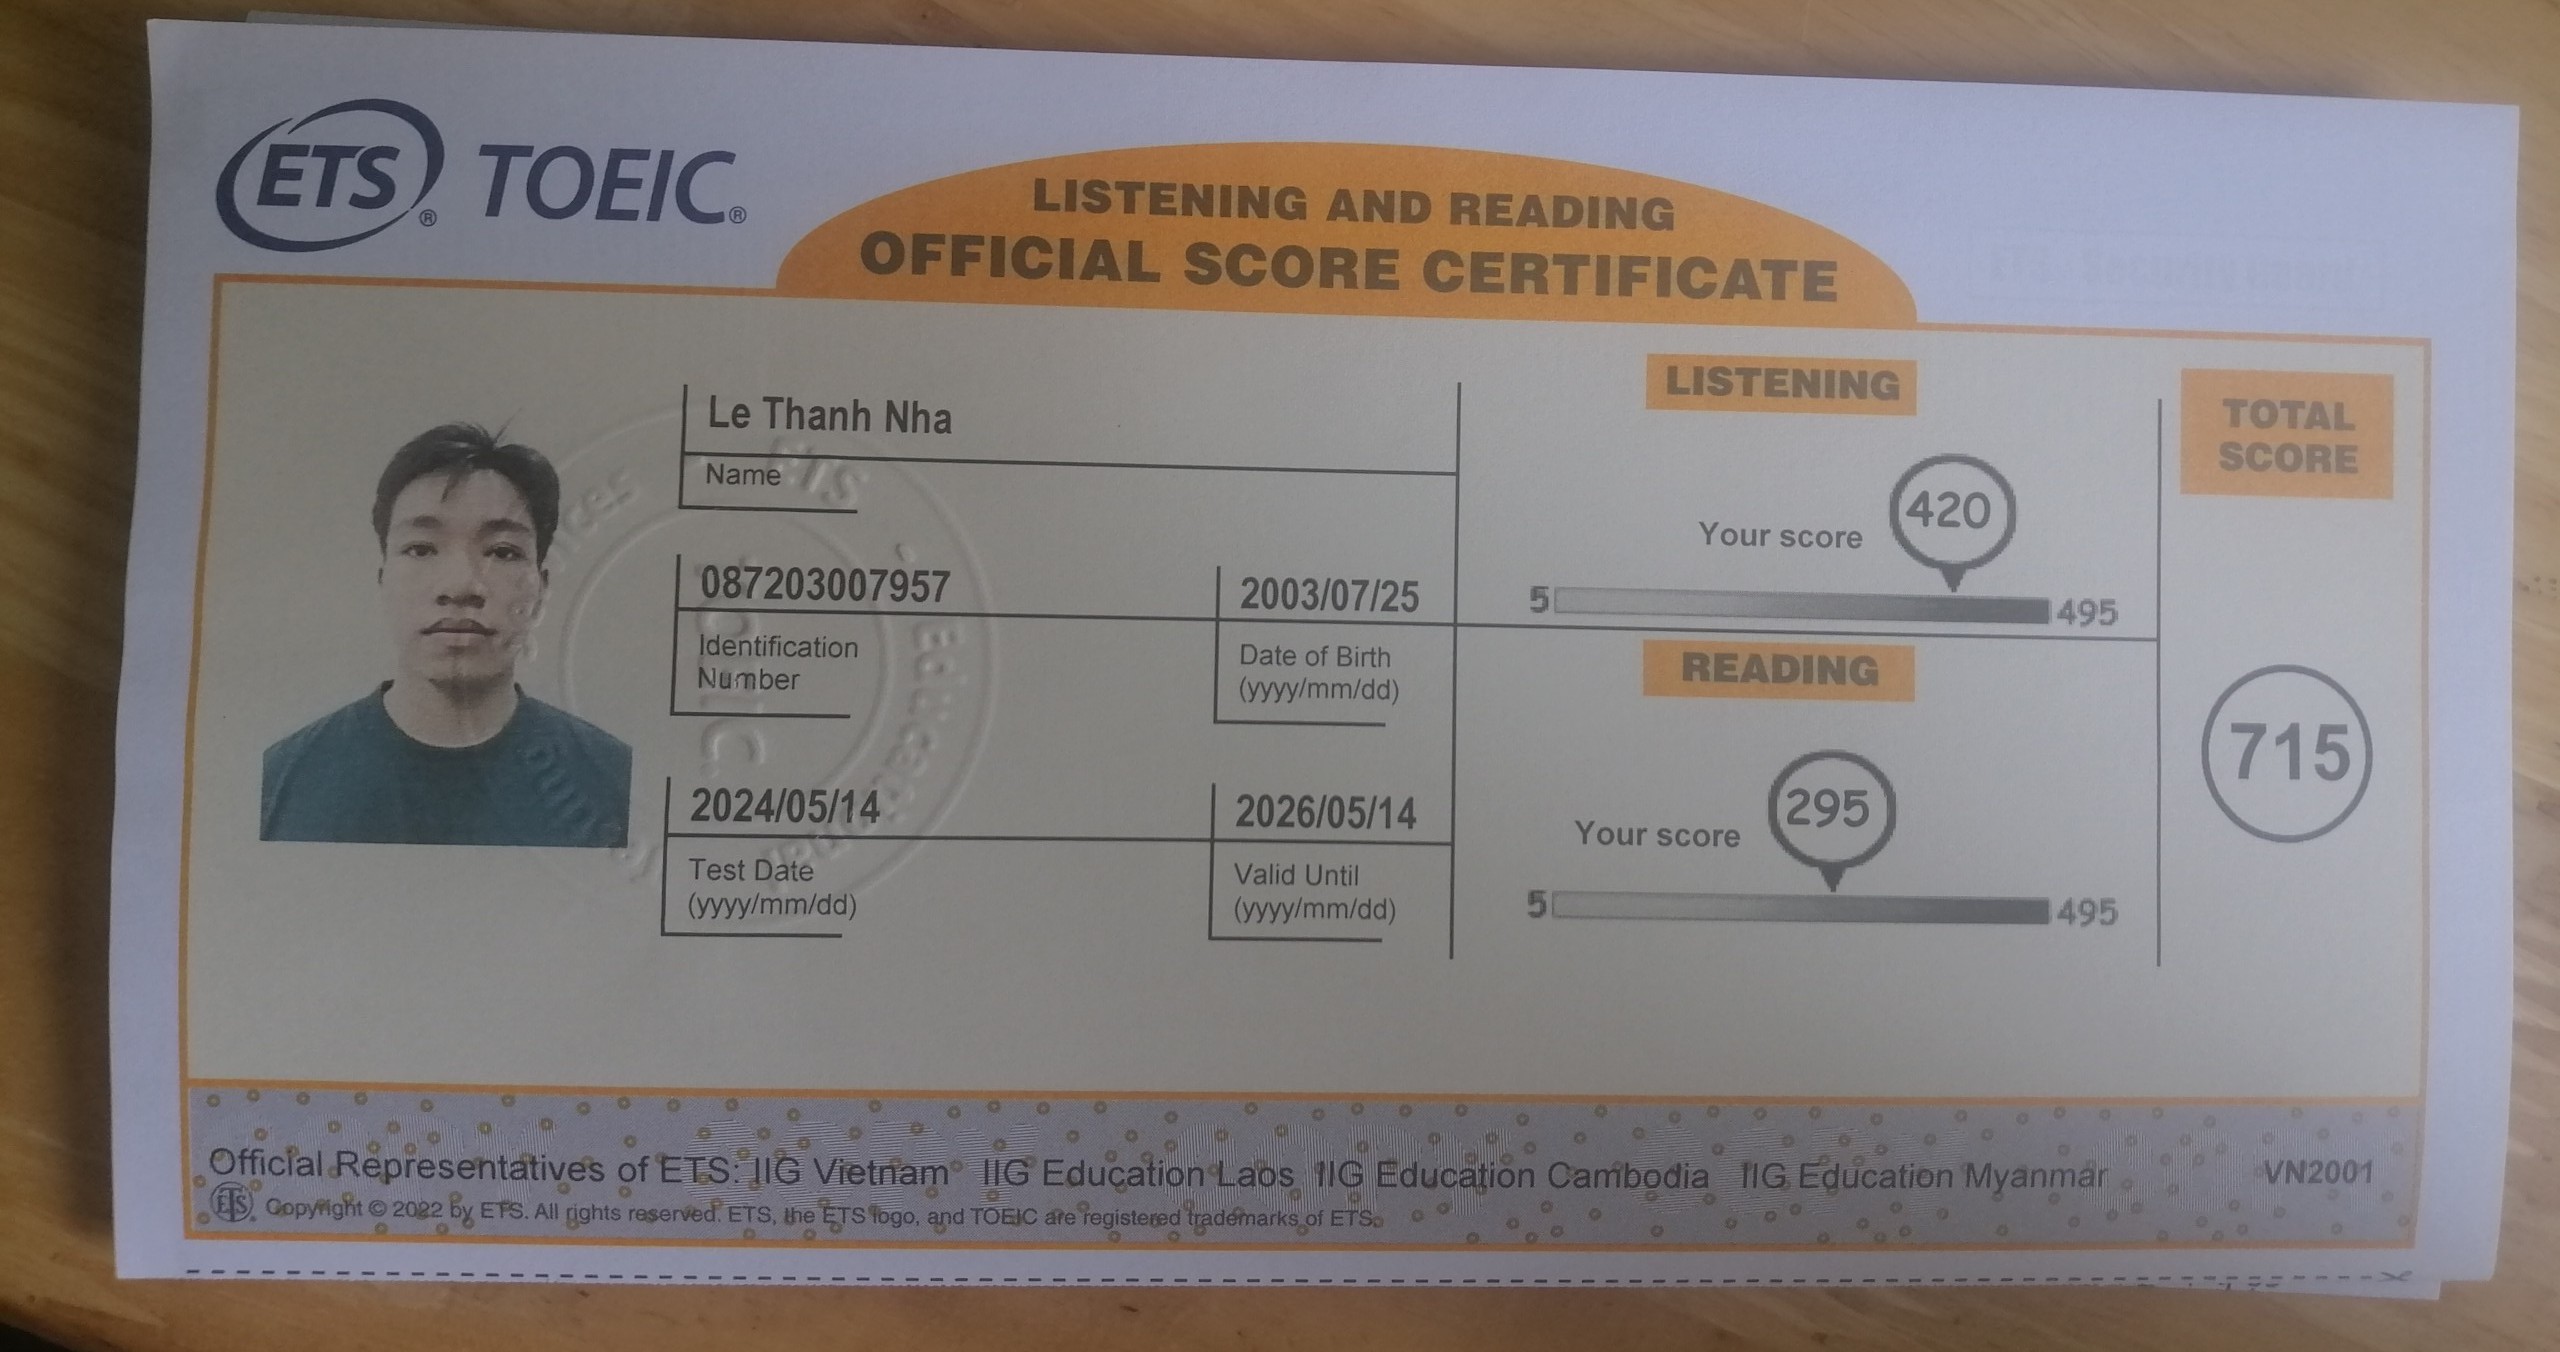 ETS® TOEIC®
LISTENING AND READING
OFFICIAL SCORE CERTIFICATE
Le Thanh Nha
Name
087203007957
Identification
Number
2003/07/25
Date of Birth
(yyyy/mm/dd)
2024/05/14
Test Date
(yyyy/mm/dd)
2026/05/14
Valid Until
(yyyy/mm/dd)
LISTENING
Your score
420
5 495
READING
Your score
295
5 495
TOTAL
SCORE
715
ETS
TOEIC.
Official Representatives of ETS: IIG Vietnam IIG Education Laos IIG Education Cambodia IIG Education Myanmar VN2001
ETS® Copyright © 2022 by ETS. All rights reserved. ETS, the ETS logo, and TOEIC are registered trademarks of ETS.